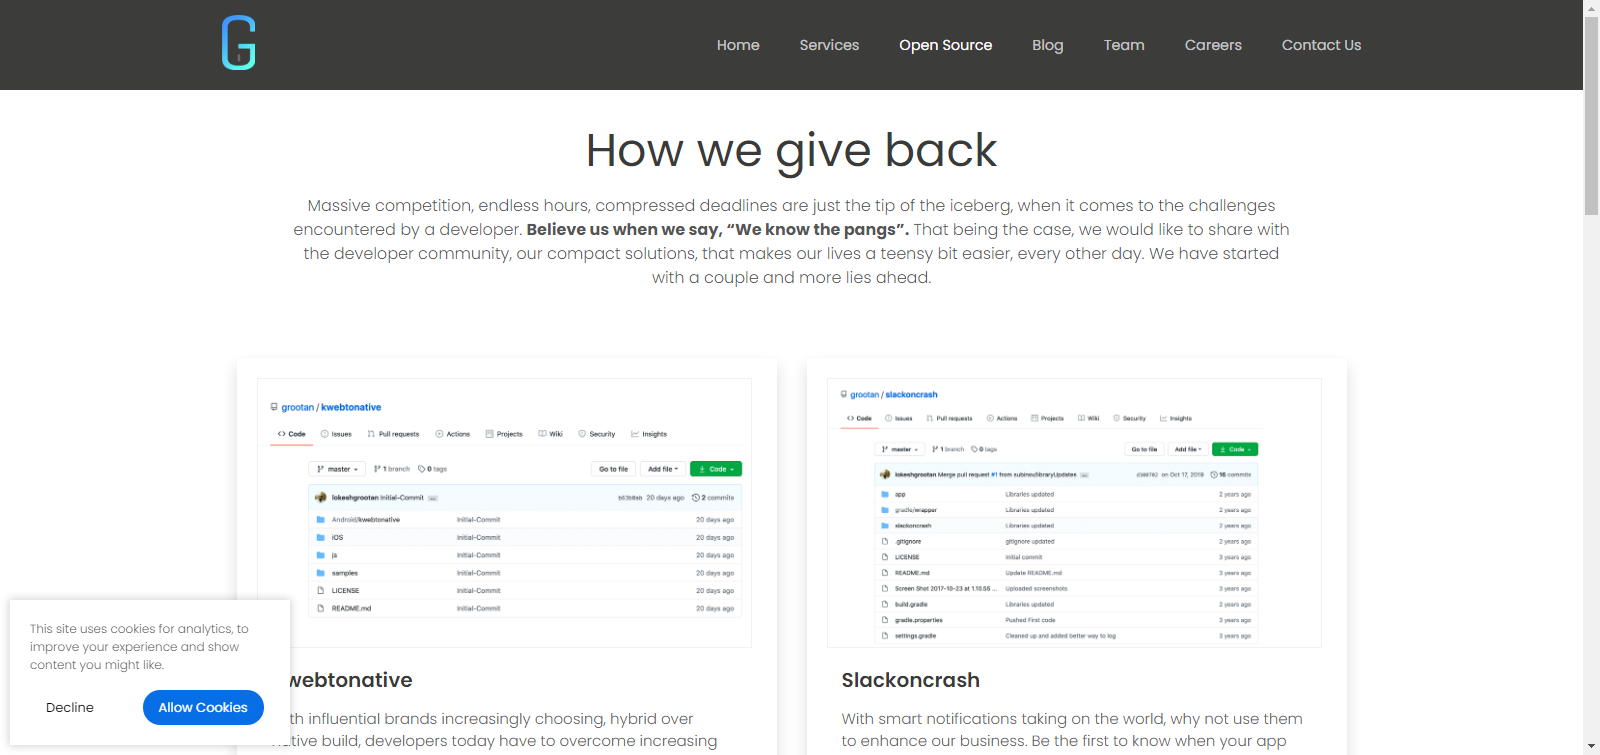 Home Services Open Source Blog Team Careers Contact Us
How we give back
Massive competition, endless hours, compressed deadlines are just the tip of the iceberg, when it comes to the challenges
encountered by a developer. Believe us when we say, “We know the pangs”. That being the case, we would like to share with
the developer community, our compact solutions, that makes our lives a teensy bit easier, every other day. We have started
with a couple and more lies ahead.
grootan / kwebtonative
Code Issues Pull requests Actions Projects Wiki Security Insights
master 1 branch 0 tags Go to file Add file Code
lokeshgrootan Initial-Commit 20 days ago 2 commits
Android/kwebtonative Initial-Commit 20 days ago
iOS Initial-Commit 20 days ago
js Initial-Commit 20 days ago
samples Initial-Commit 20 days ago
LICENSE Initial-Commit 20 days ago
README.md Initial-Commit 20 days ago
webtonative
th influential brands increasingly choosing, hybrid over
tive build, developers today have to overcome increasing
grootan / slackoncrash
Code Issues Pull requests Actions Projects Wiki Security Insights
master 1 branch 0 tags Go to file Add file Code
lokeshgrootan Merge pull request #1 from subinex/libraryUpdates on Oct 17, 2019 16 commits
app Libraries updated 2 years ago
gradle/wrapper Libraries updated 2 years ago
slackoncrash Libraries updated 2 years ago
.gitignore gitignore updated 2 years ago
LICENSE Initial commit 3 years ago
README.md Update README.md 3 years ago
Screen Shot 2017-10-23 at 1.10.55 ... Uploaded screenshots 3 years ago
build.gradle Libraries updated 2 years ago
gradle.properties Pushed First code 3 years ago
settings.gradle Cleaned up and added better way to log 3 years ago
Slackoncrash
With smart notifications taking on the world, why not use them
to enhance our business. Be the first to know when your app
This site uses cookies for analytics, to
improve your experience and show
content you might like.
Decline Allow Cookies